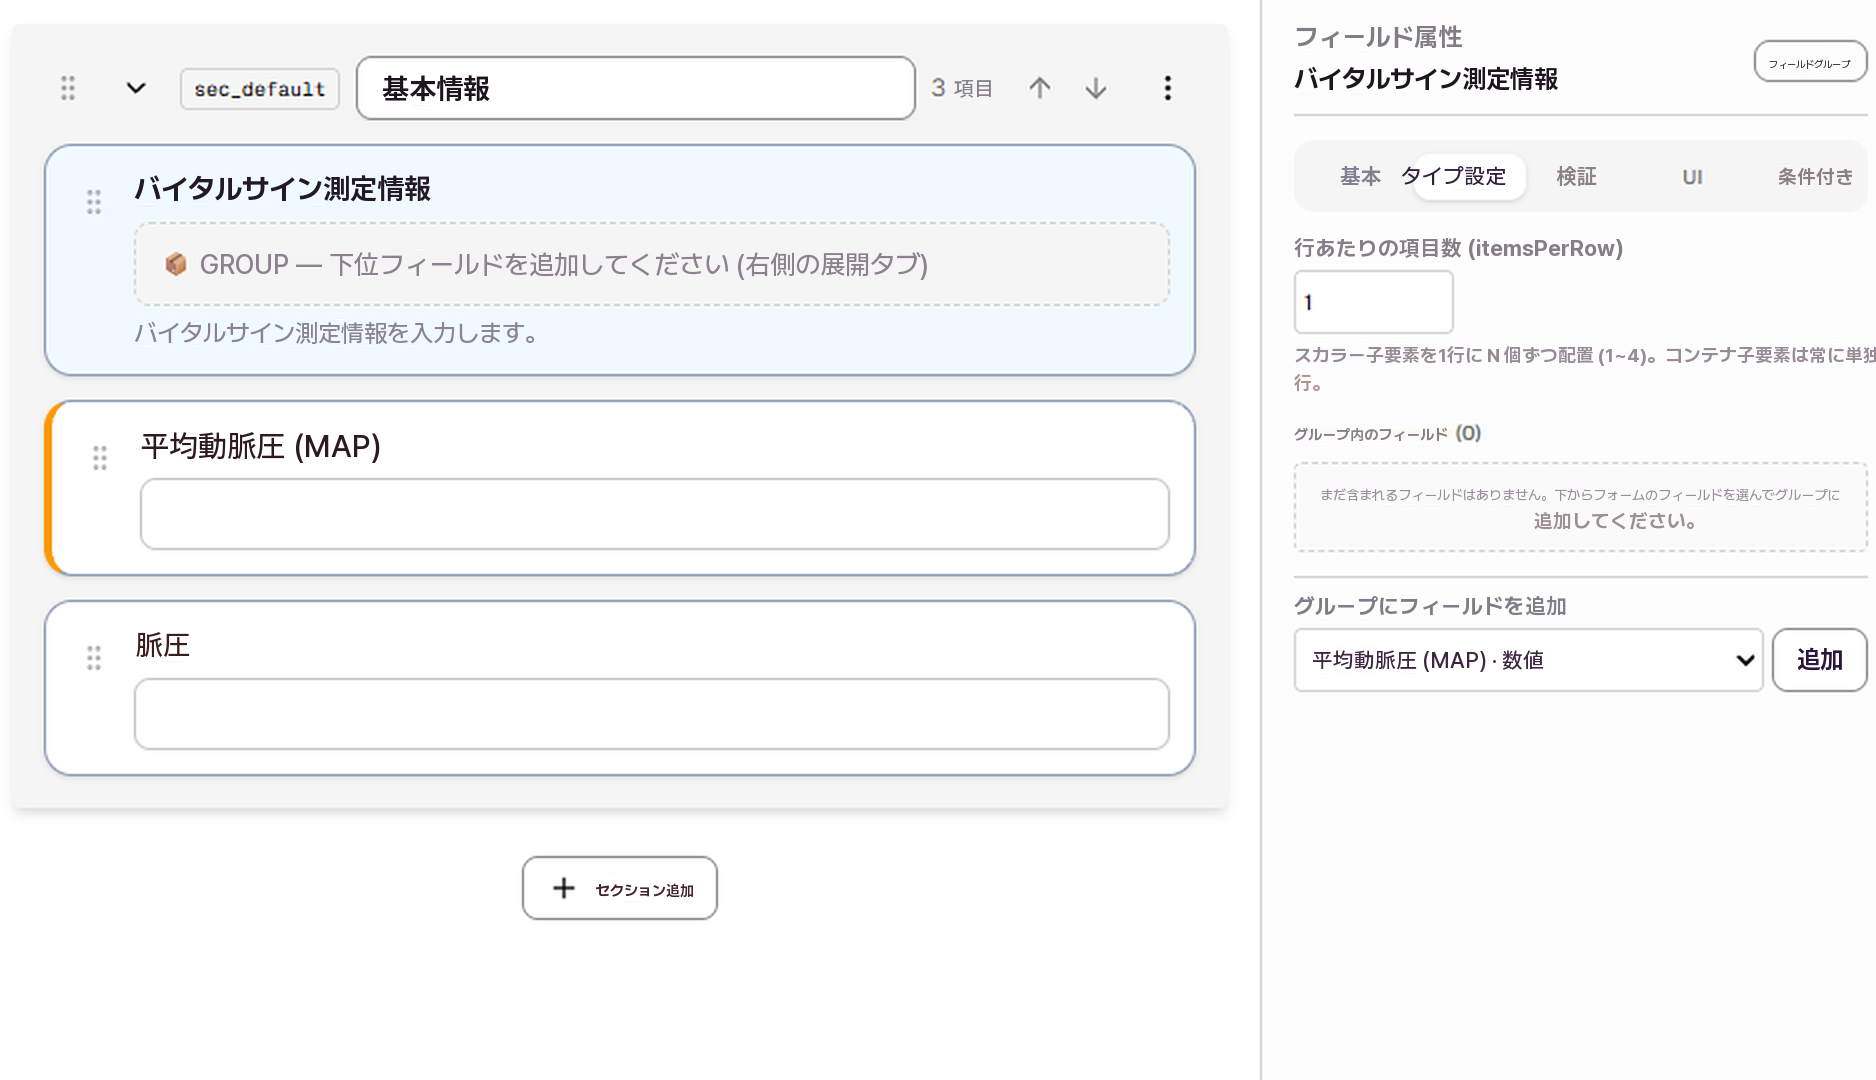 sec_default
基本情報
3 項目
バイタルサイン測定情報
GROUP — 下位フィールドを追加してください (右側の展開タブ)
バイタルサイン測定情報を入力します。
平均動脈圧 (MAP)
脈圧
セクション追加
フィールド属性
バイタルサイン測定情報
フィールドグループ
基本 タイプ設定 検証 UI 条件付き
行あたりの項目数 (itemsPerRow)
1
スカラー子要素を1行に N 個ずつ配置 (1~4)。コンテナ子要素は常に単独
行。
グループ内のフィールド (0)
まだ含まれるフィールドはありません。下からフォームのフィールドを選んでグループに
追加してください。
グループにフィールドを追加
平均動脈圧 (MAP) · 数値
追加